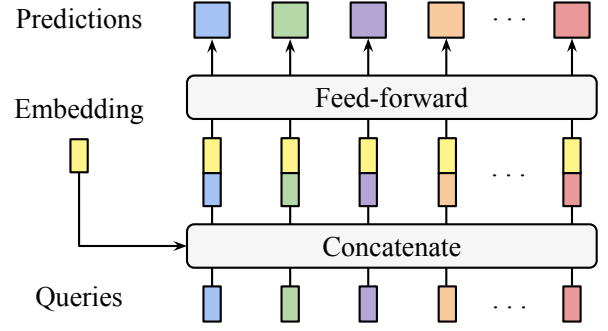 Predictions
. . .
Feed-forward
Embedding
. . .
Concatenate
Queries
. . .